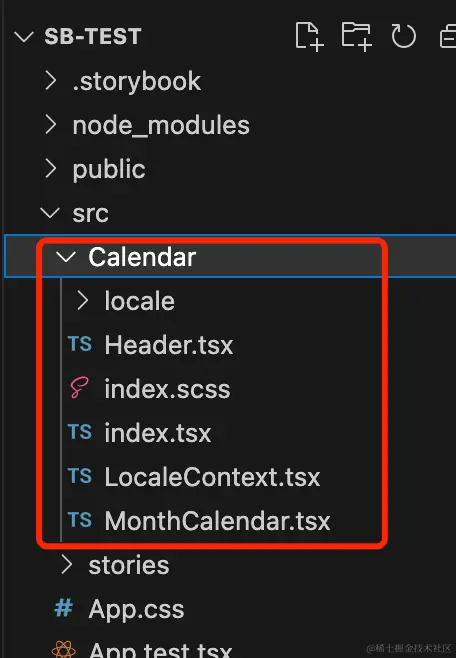 SB-TEST
.storybook
node_modules
public
src
Calendar
locale
TS Header.tsx
index.scss
TS index.tsx
TS LocaleContext.tsx
TS MonthCalendar.tsx
stories
# App.css
App.test.tsx
@稀土掘金技术社区